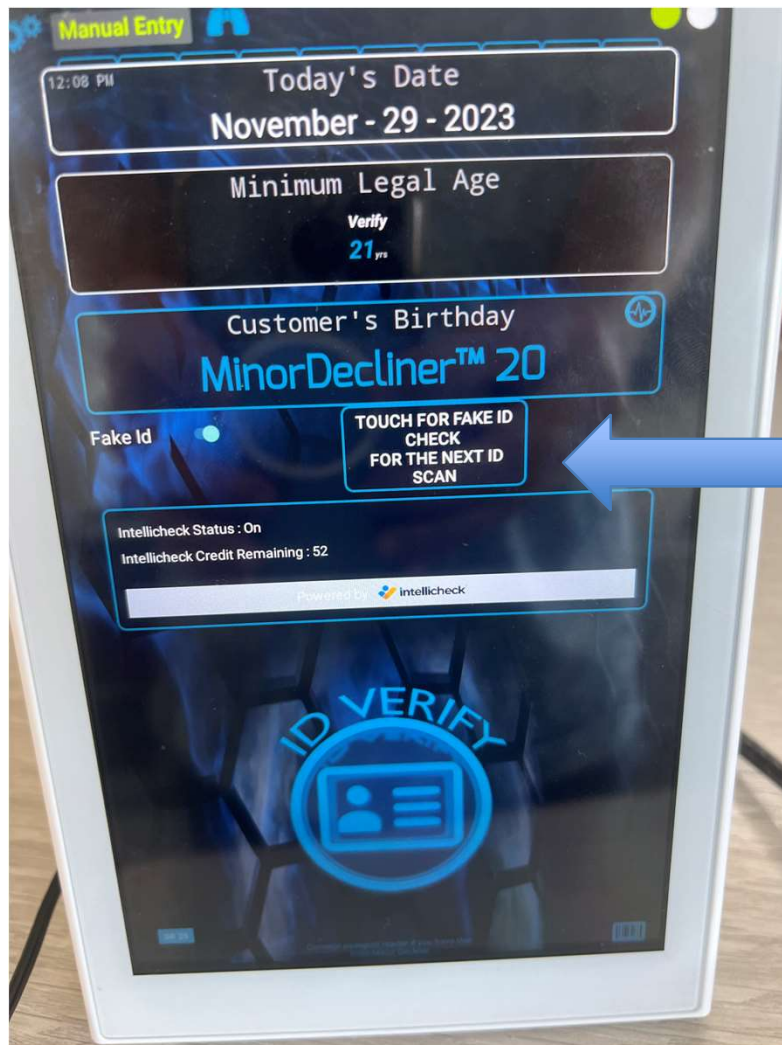 Manual Entry
12:08 PM
Today's Date
November - 29 - 2023
Minimum Legal Age
Verify
21 yrs
Customer's Birthday
MinorDecliner™ 20
Fake Id
TOUCH FOR FAKE ID
CHECK
FOR THE NEXT ID
SCAN
Intellicheck Status : On
Intellicheck Credit Remaining : 52
Powered by intellicheck
ID VERIFY